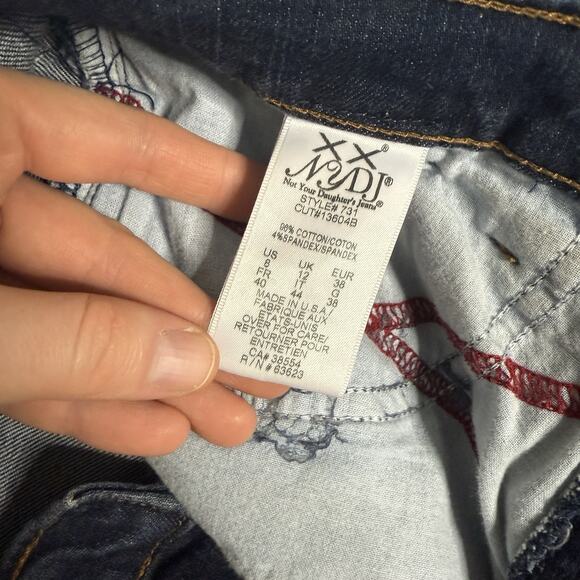 XX®
NYDJ®
Not Your Daughter's Jeans®
STYLE# 731
CUT#13604B
96% COTTON/COTON
4%SPANDEX/SPANDEX
US UK EUR
8 12 38
FR IT G
40 44 38
MADE IN U.S.A./
FABRIQUE AUX
ETATS-UNIS
OVER FOR CARE/
RETOURNER POUR
ENTRETIEN
CA# 38554
R/N # 63623